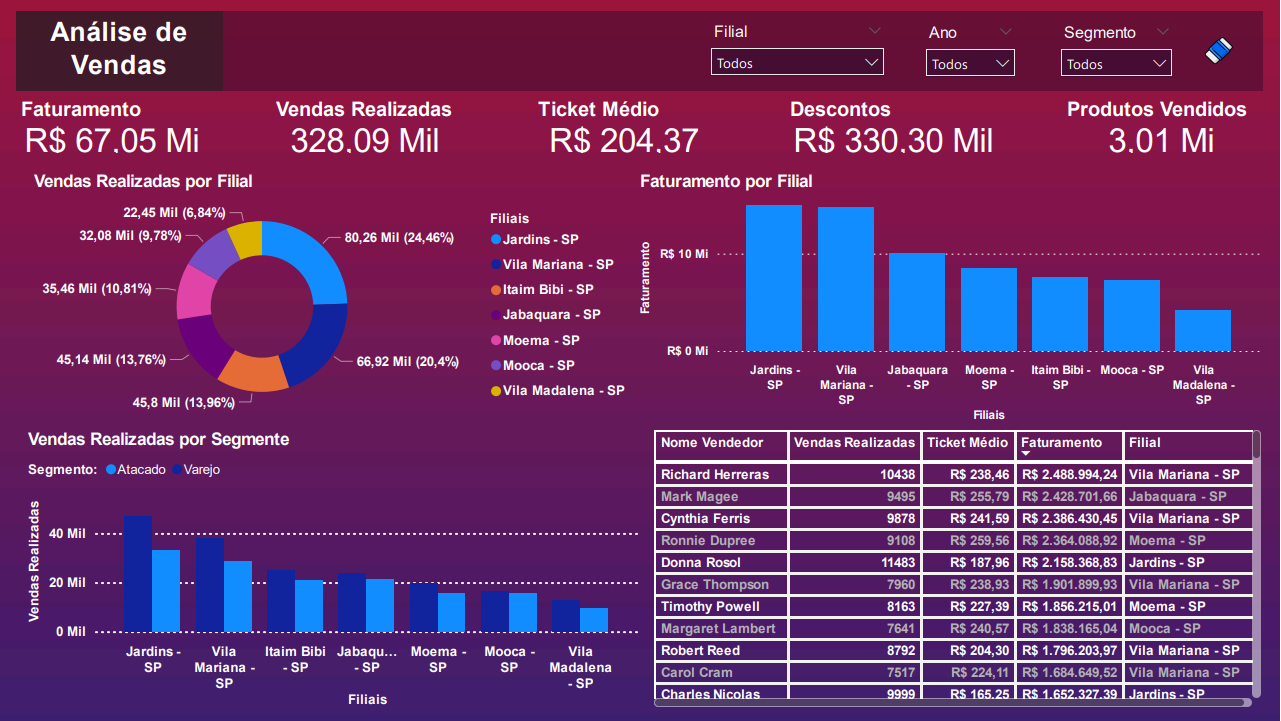 Análise de
Vendas
Filial
Ano
Segmento
Todos
Todos
Todos
Faturamento
Vendas Realizadas
Ticket Médio
Descontos
Produtos Vendidos
R$ 67,05 Mi
328,09 Mil
R$ 204,37
R$ 330,30 Mil
3,01 Mi
Vendas Realizadas por Filial
22,45 Mil (6,84%)
32,08 Mil (9,78%)
80,26 Mil (24,46%)
35,46 Mil (10,81%)
45,14 Mil (13,76%)
66,92 Mil (20,4%)
45,8 Mil (13,96%)
Filiais
Jardins - SP
Vila Mariana - SP
Itaim Bibi - SP
Jabaquara - SP
Moema - SP
Mooca - SP
Vila Madalena - SP
Faturamento por Filial
Faturamento
R$ 10 Mi
R$ 0 Mi
Jardins -
SP
Vila
Mariana -
SP
Jabaquara
- SP
Moema -
SP
Itaim Bibi -
SP
Mooca - SP
Vila
Madalena -
SP
Filiais
Vendas Realizadas por Segmente
Segmento: Atacado Varejo
Vendas Realizadas
40 Mil
20 Mil
0 Mil
Jardins -
SP
Vila
Mariana -
SP
Itaim Bibi
- SP
Jabaqu...
- SP
Moema -
SP
Mooca -
SP
Vila
Madalena
- SP
Filiais
Nome Vendedor Vendas Realizadas Ticket Médio Faturamento Filial
Richard Herreras 10438 R$ 238,46 R$ 2.488.994,24 Vila Mariana - SP
Mark Magee 9495 R$ 255,79 R$ 2.428.701,66 Jabaquara - SP
Cynthia Ferris 9878 R$ 241,59 R$ 2.386.430,45 Vila Mariana - SP
Ronnie Dupree 9108 R$ 259,56 R$ 2.364.088,92 Moema - SP
Donna Rosol 11483 R$ 187,96 R$ 2.158.368,83 Jardins - SP
Grace Thompson 7960 R$ 238,93 R$ 1.901.899,93 Vila Mariana - SP
Timothy Powell 8163 R$ 227,39 R$ 1.856.215,01 Moema - SP
Margaret Lambert 7641 R$ 240,57 R$ 1.838.165,04 Mooca - SP
Robert Reed 8792 R$ 204,30 R$ 1.796.203,97 Vila Mariana - SP
Carol Cram 7517 R$ 224,11 R$ 1.684.649,52 Vila Mariana - SP
Charles Nicolas 9999 R$ 165,25 R$ 1.652.327,39 Jardins - SP